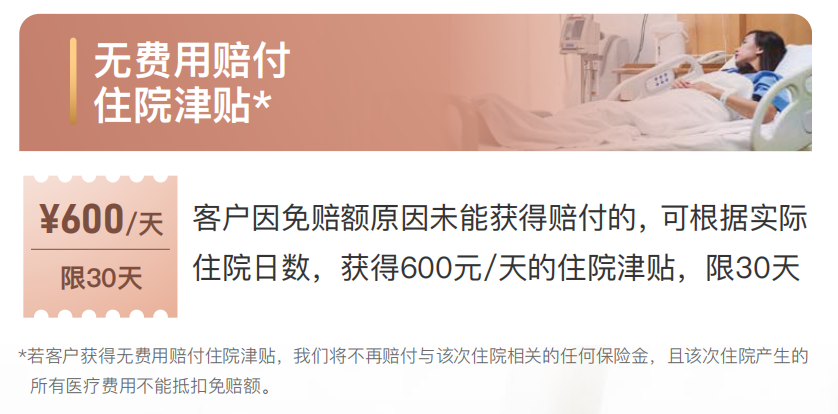 无费用赔付
住院津贴*
¥600/天
限30天
客户因免赔额原因未能获得赔付的，可根据实际
住院日数，获得600元/天的住院津贴，限30天
*若客户获得无费用赔付住院津贴，我们将不再赔付与该次住院相关的任何保险金，且该次住院产生的
所有医疗费用不能抵扣免赔额。